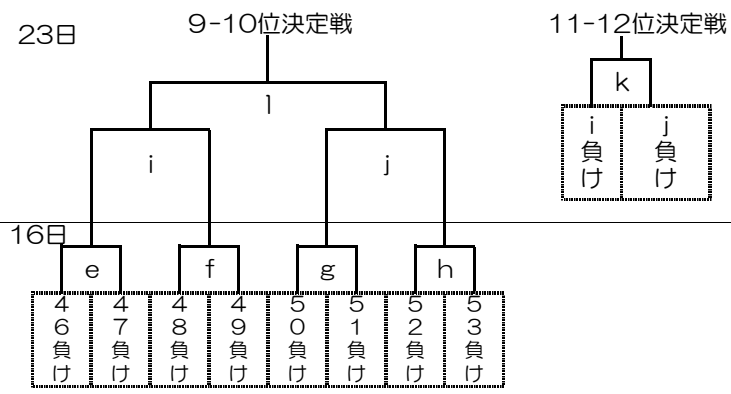 23日
9-10位決定戦
11-12位決定戦
k
l
i負け
j負け
i
j
16日
e
f
g
h
46負け
47負け
48負け
49負け
50負け
51負け
52負け
53負け